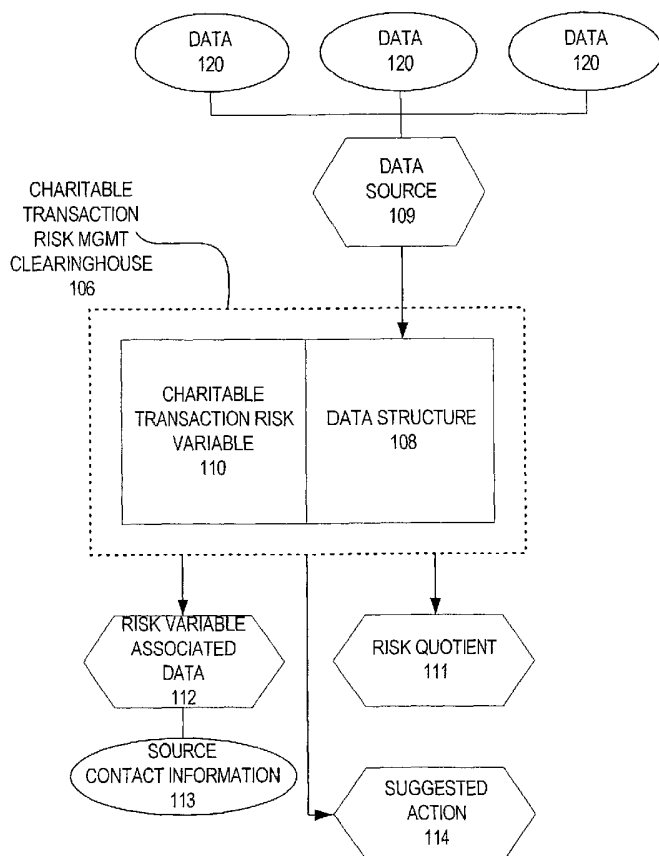 DATA
120
DATA
120
DATA
120
DATA
SOURCE
109
CHARITABLE
TRANSACTION
RISK MGMT
CLEARINGHOUSE
106
CHARITABLE
TRANSACTION RISK
VARIABLE
110
DATA STRUCTURE
108
RISK VARIABLE
ASSOCIATED
DATA
112
RISK QUOTIENT
111
SOURCE
CONTACT INFORMATION
113
SUGGESTED
ACTION
114